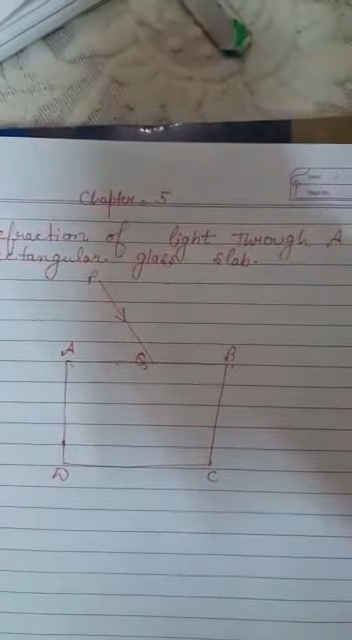 Chapter. 5
efraction of light through A
ectangular glass slab.
P
A Q B
D C